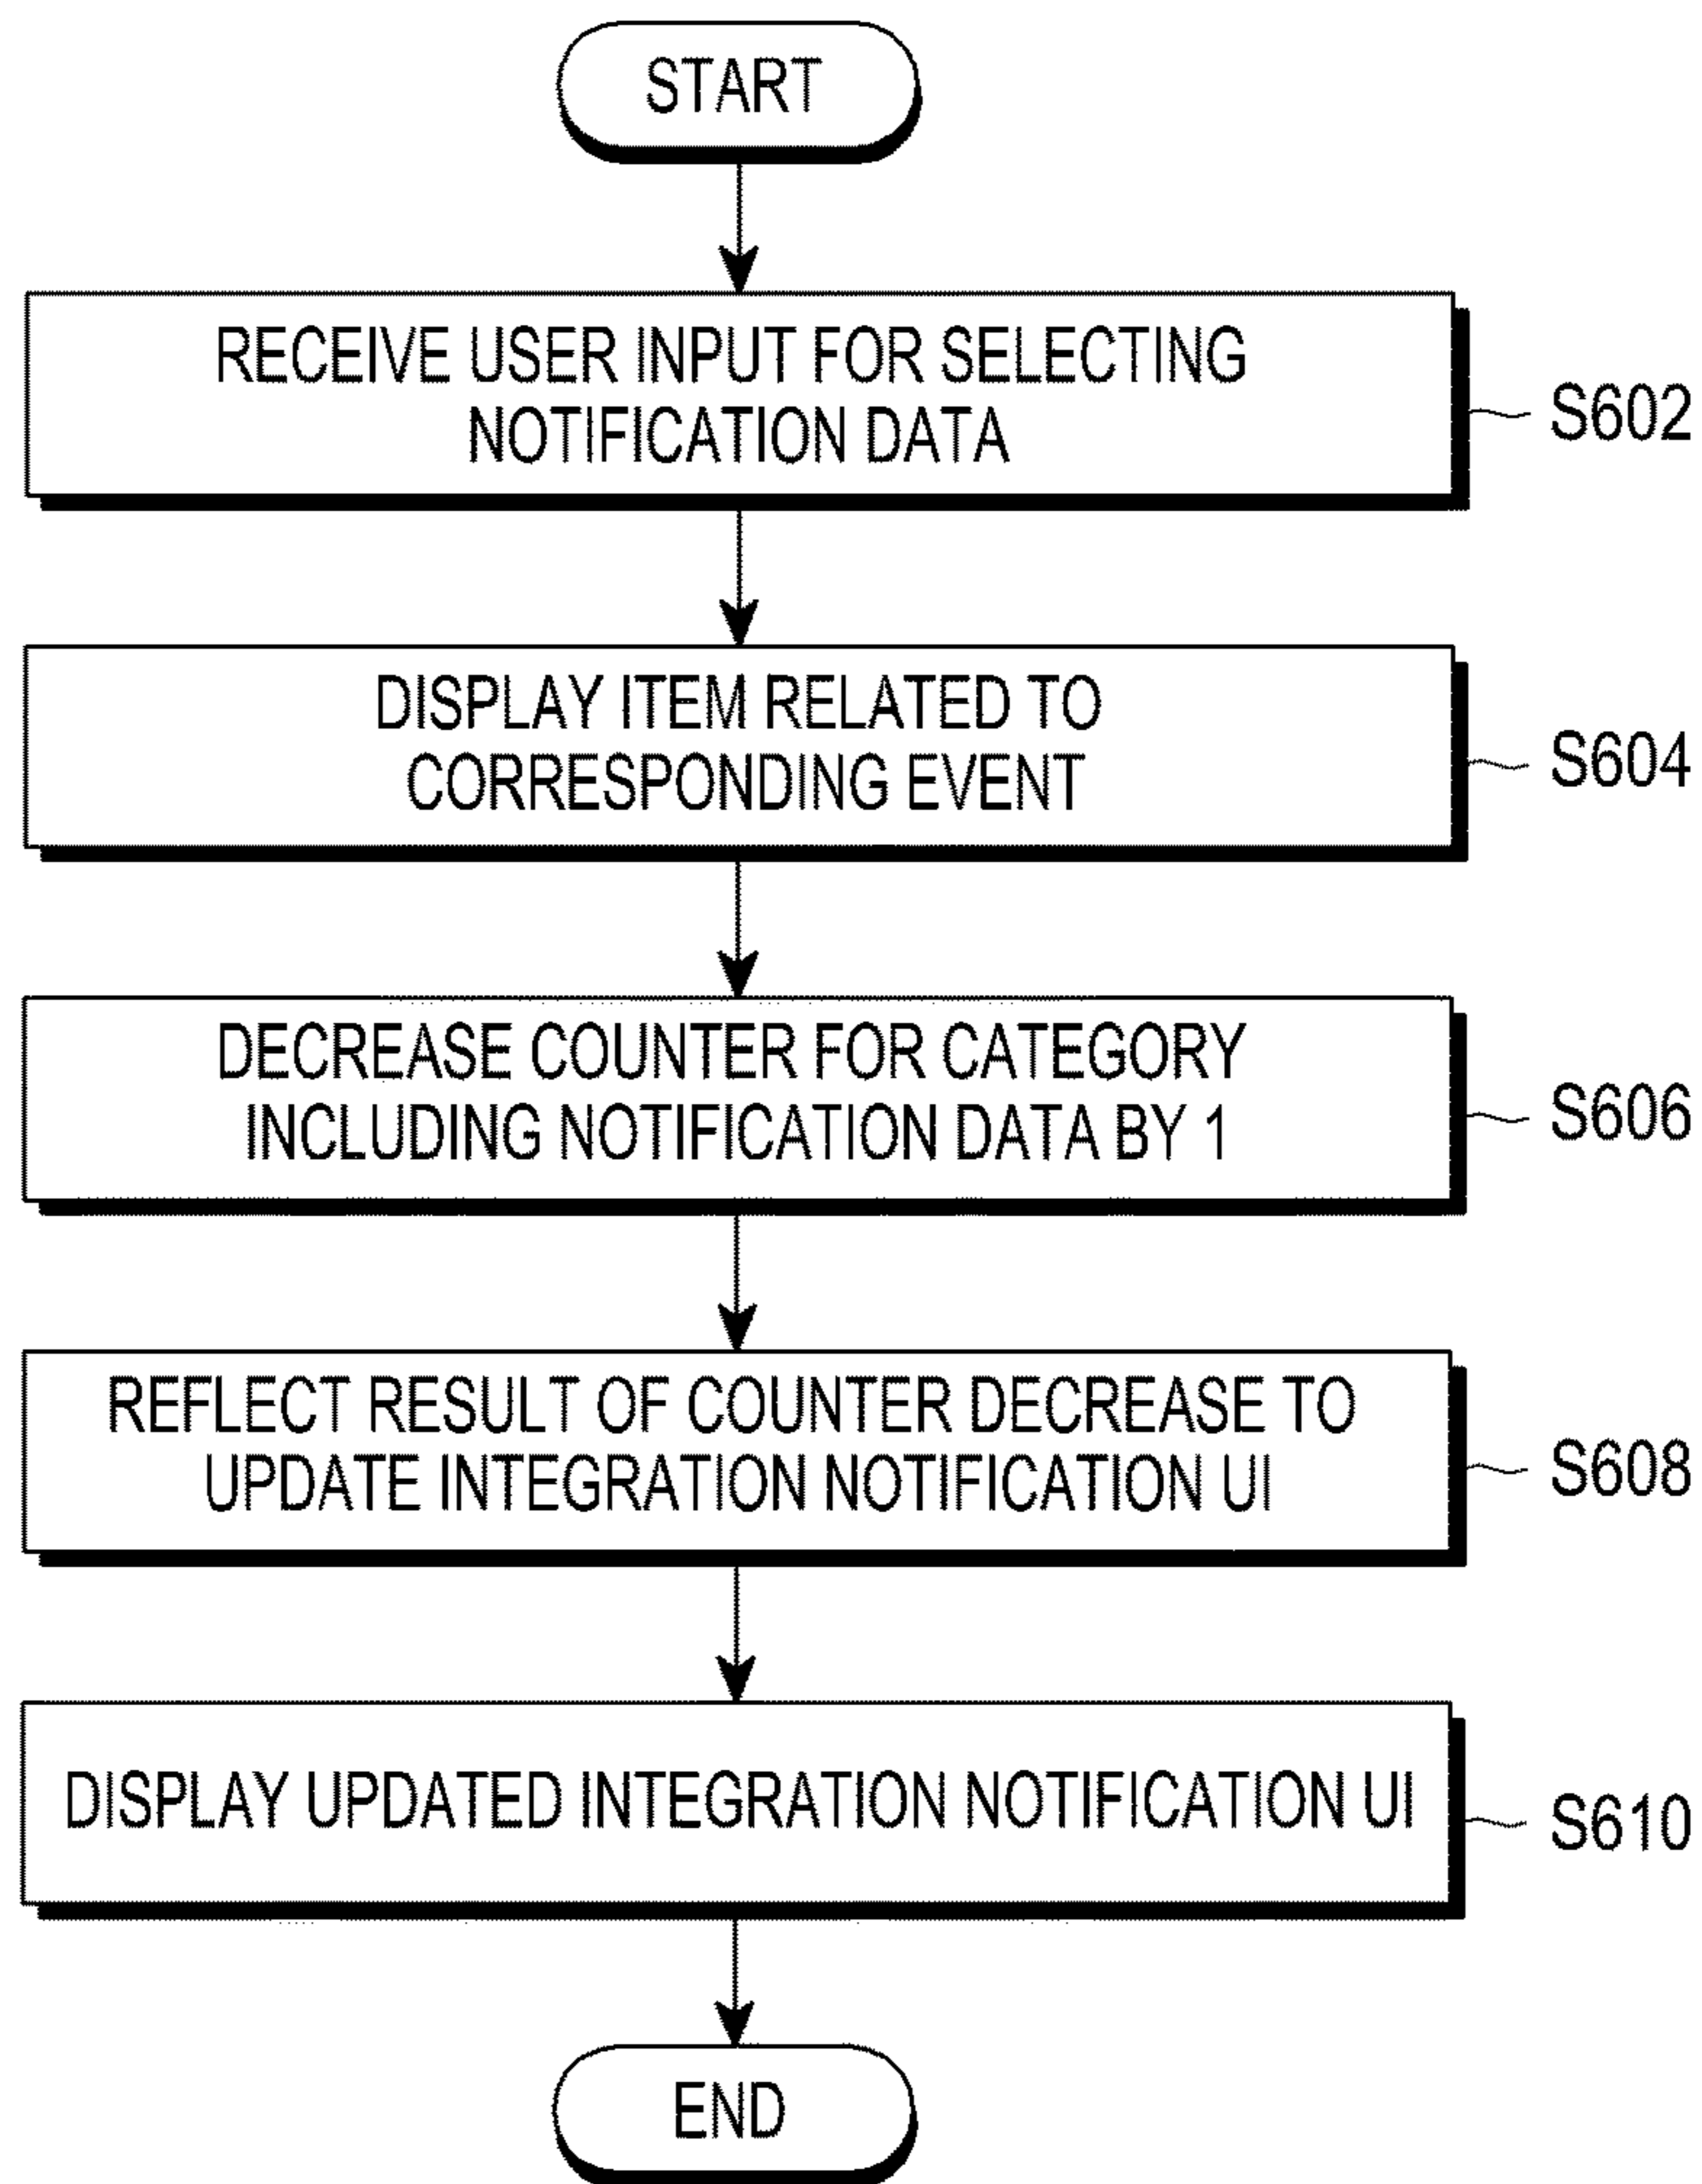 START
RECEIVE USER INPUT FOR SELECTING
NOTIFICATION DATA
S602
DISPLAY ITEM RELATED TO
CORRESPONDING EVENT
S604
DECREASE COUNTER FOR CATEGORY
INCLUDING NOTIFICATION DATA BY 1
S606
REFLECT RESULT OF COUNTER DECREASE TO
UPDATE INTEGRATION NOTIFICATION UI
S608
DISPLAY UPDATED INTEGRATION NOTIFICATION UI
S610
END